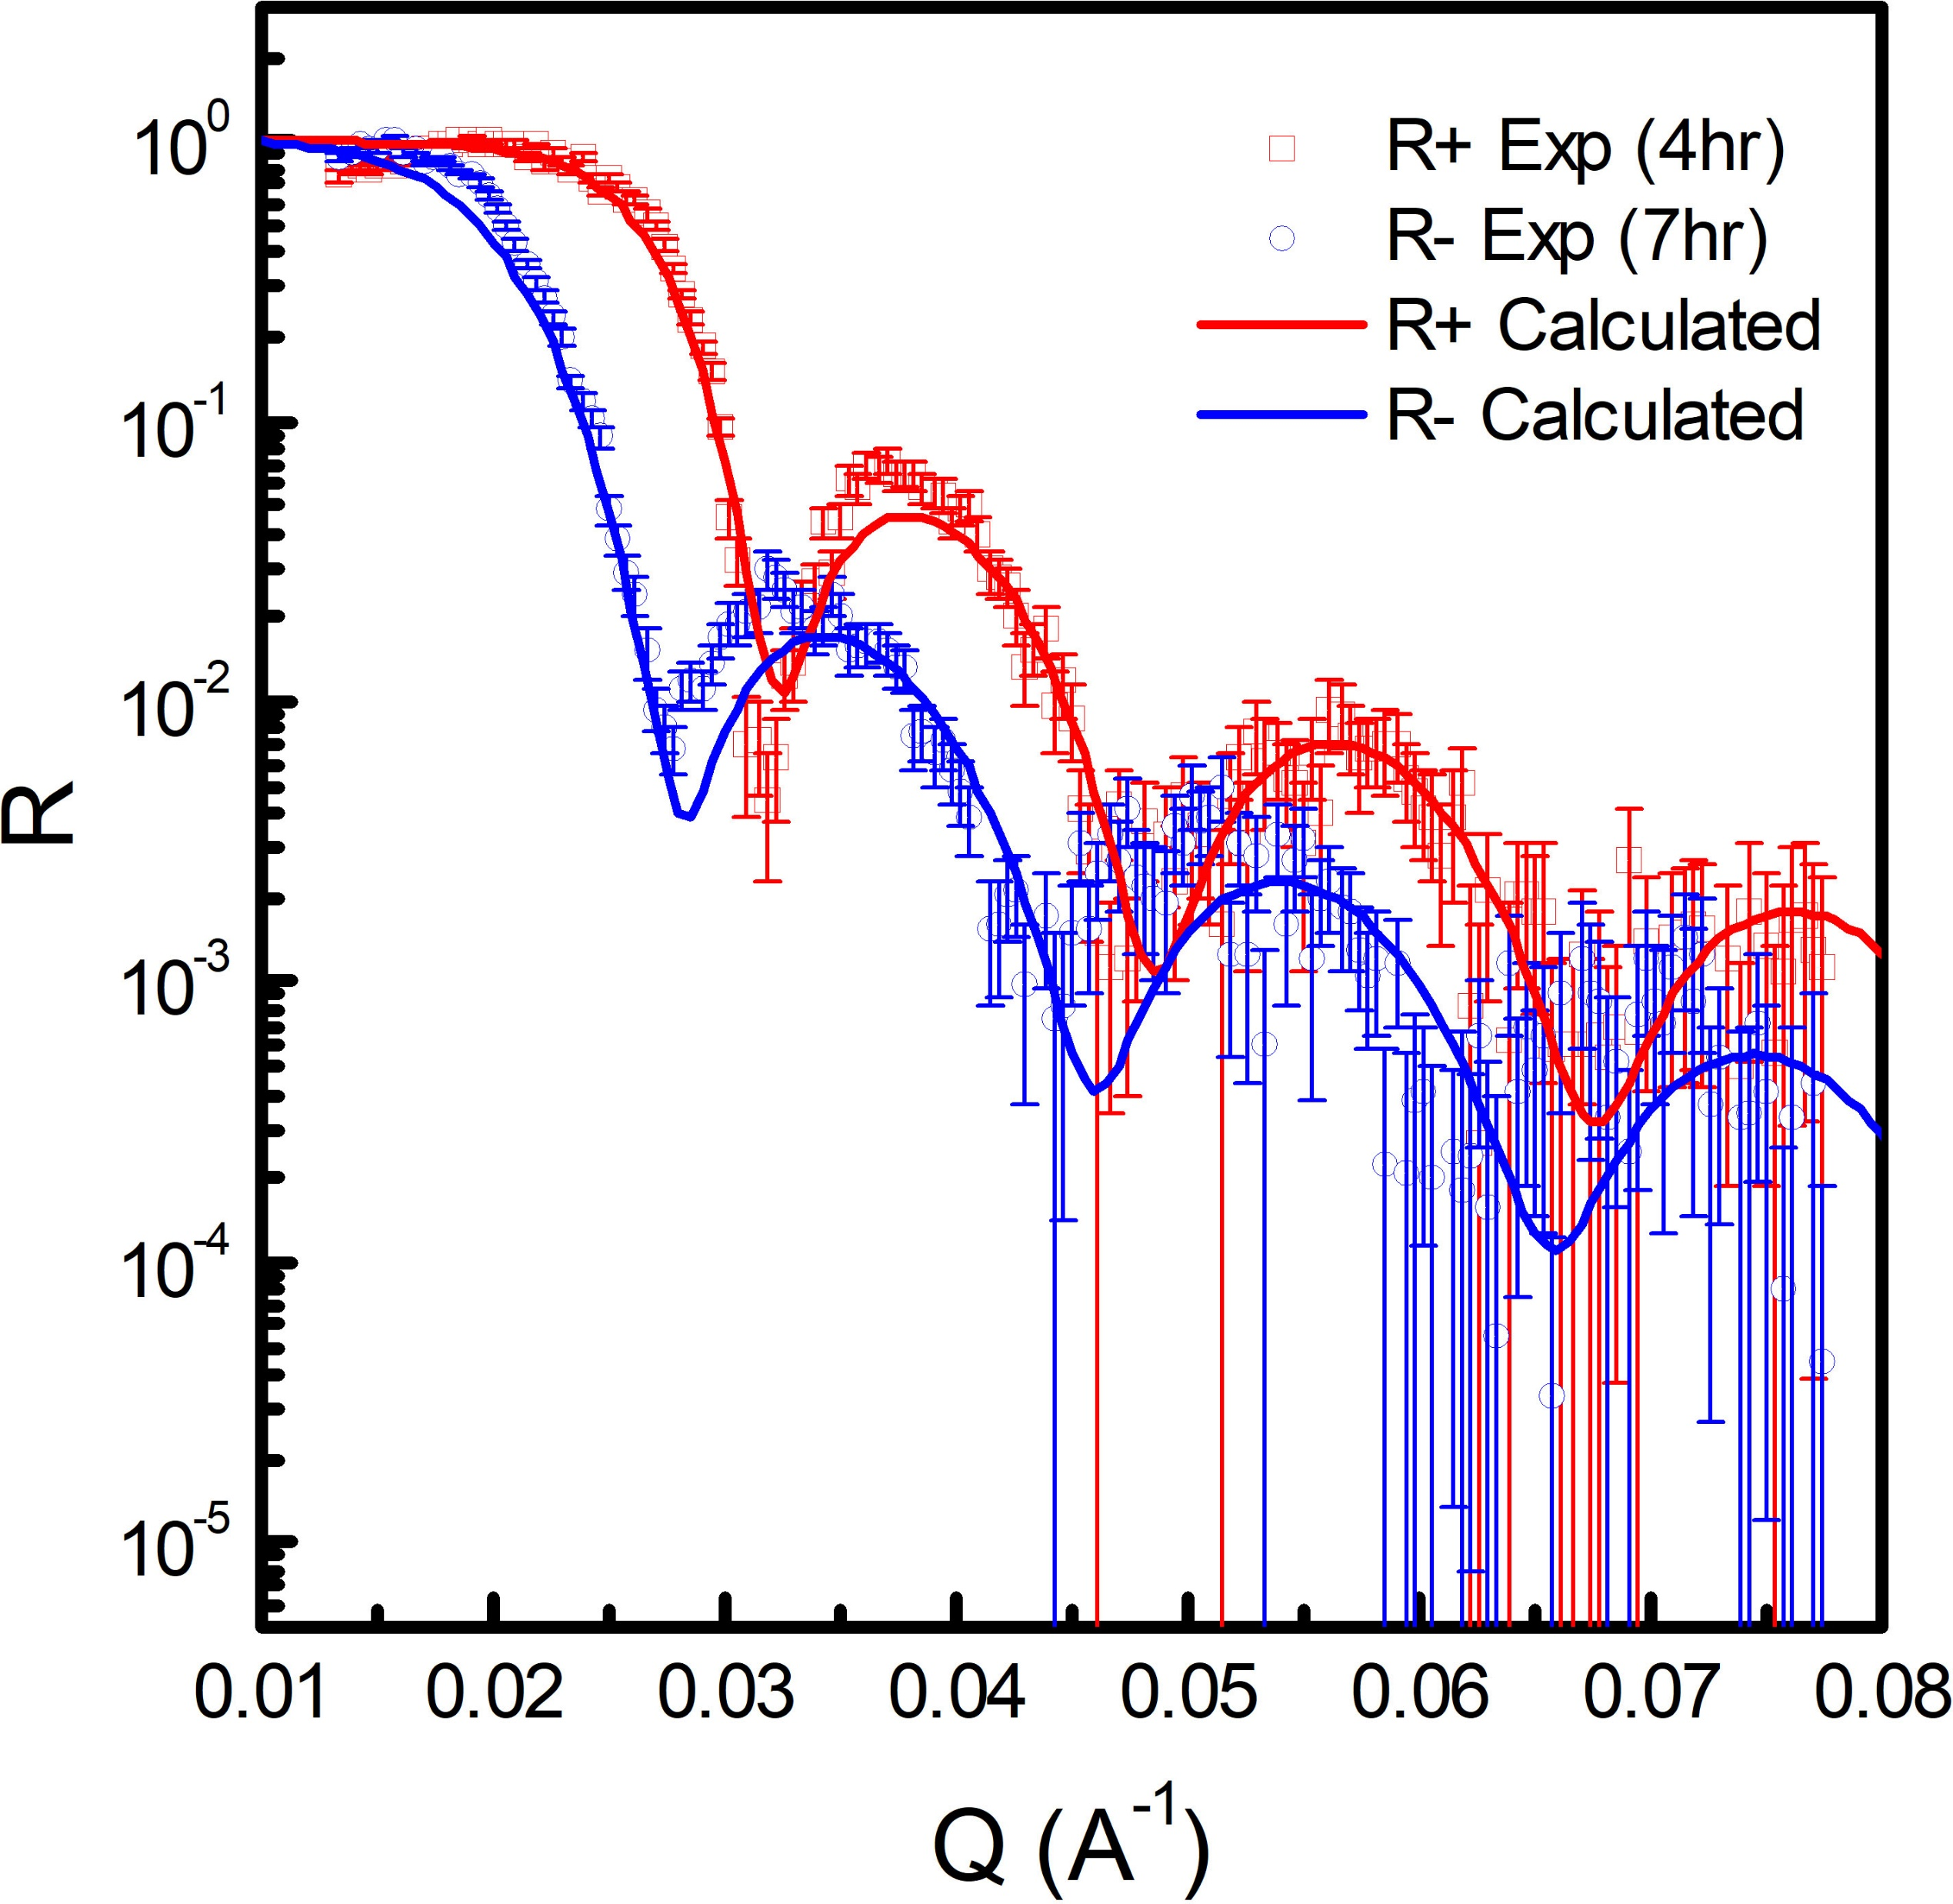 R+ Exp (4hr)
R- Exp (7hr)
R+ Calculated
R- Calculated
10^0
10^-1
10^-2
10^-3
10^-4
10^-5
R
0.01 0.02 0.03 0.04 0.05 0.06 0.07 0.08
Q (A^-1)